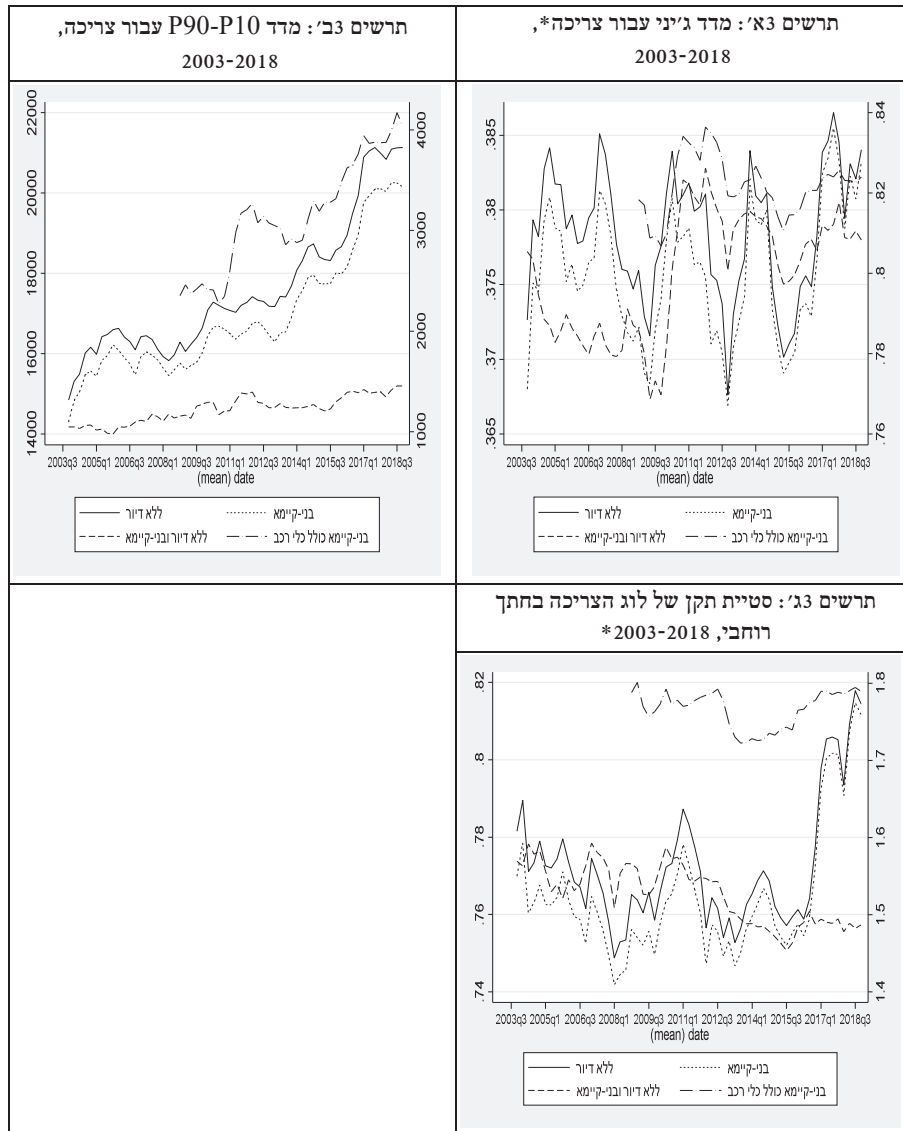 תרשים 3א׳: מדד ג׳יני עבור צריכה*,
2003-2018
.385
.38
.375
.37
.365
.84
.82
.8
.78
.76
2003q3 2005q1 2006q3 2008q1 2009q3 2011q1 2012q3 2014q1 2015q3 2017q1 2018q3
(mean) date
ללא דיור
בני-קיימא
ללא דיור ובני-קיימא
בני-קיימא כולל כלי רכב
תרשים 3ב׳: מדד P90-P10 עבור צריכה,
2003-2018
22000
20000
18000
16000
14000
4000
3000
2000
1000
2003q3 2005q1 2006q3 2008q1 2009q3 2011q1 2012q3 2014q1 2015q3 2017q1 2018q3
(mean) date
ללא דיור
בני-קיימא
ללא דיור ובני-קיימא
בני-קיימא כולל כלי רכב
תרשים 3ג׳: סטיית תקן של לוג הצריכה בחתך
רוחבי, 2003-2018*
.82
.8
.78
.76
.74
1.8
1.7
1.6
1.5
1.4
2003q3 2005q1 2006q3 2008q1 2009q3 2011q1 2012q3 2014q1 2015q3 2017q1 2018q3
(mean) date
ללא דיור
בני-קיימא
ללא דיור ובני-קיימא
בני-קיימא כולל כלי רכב